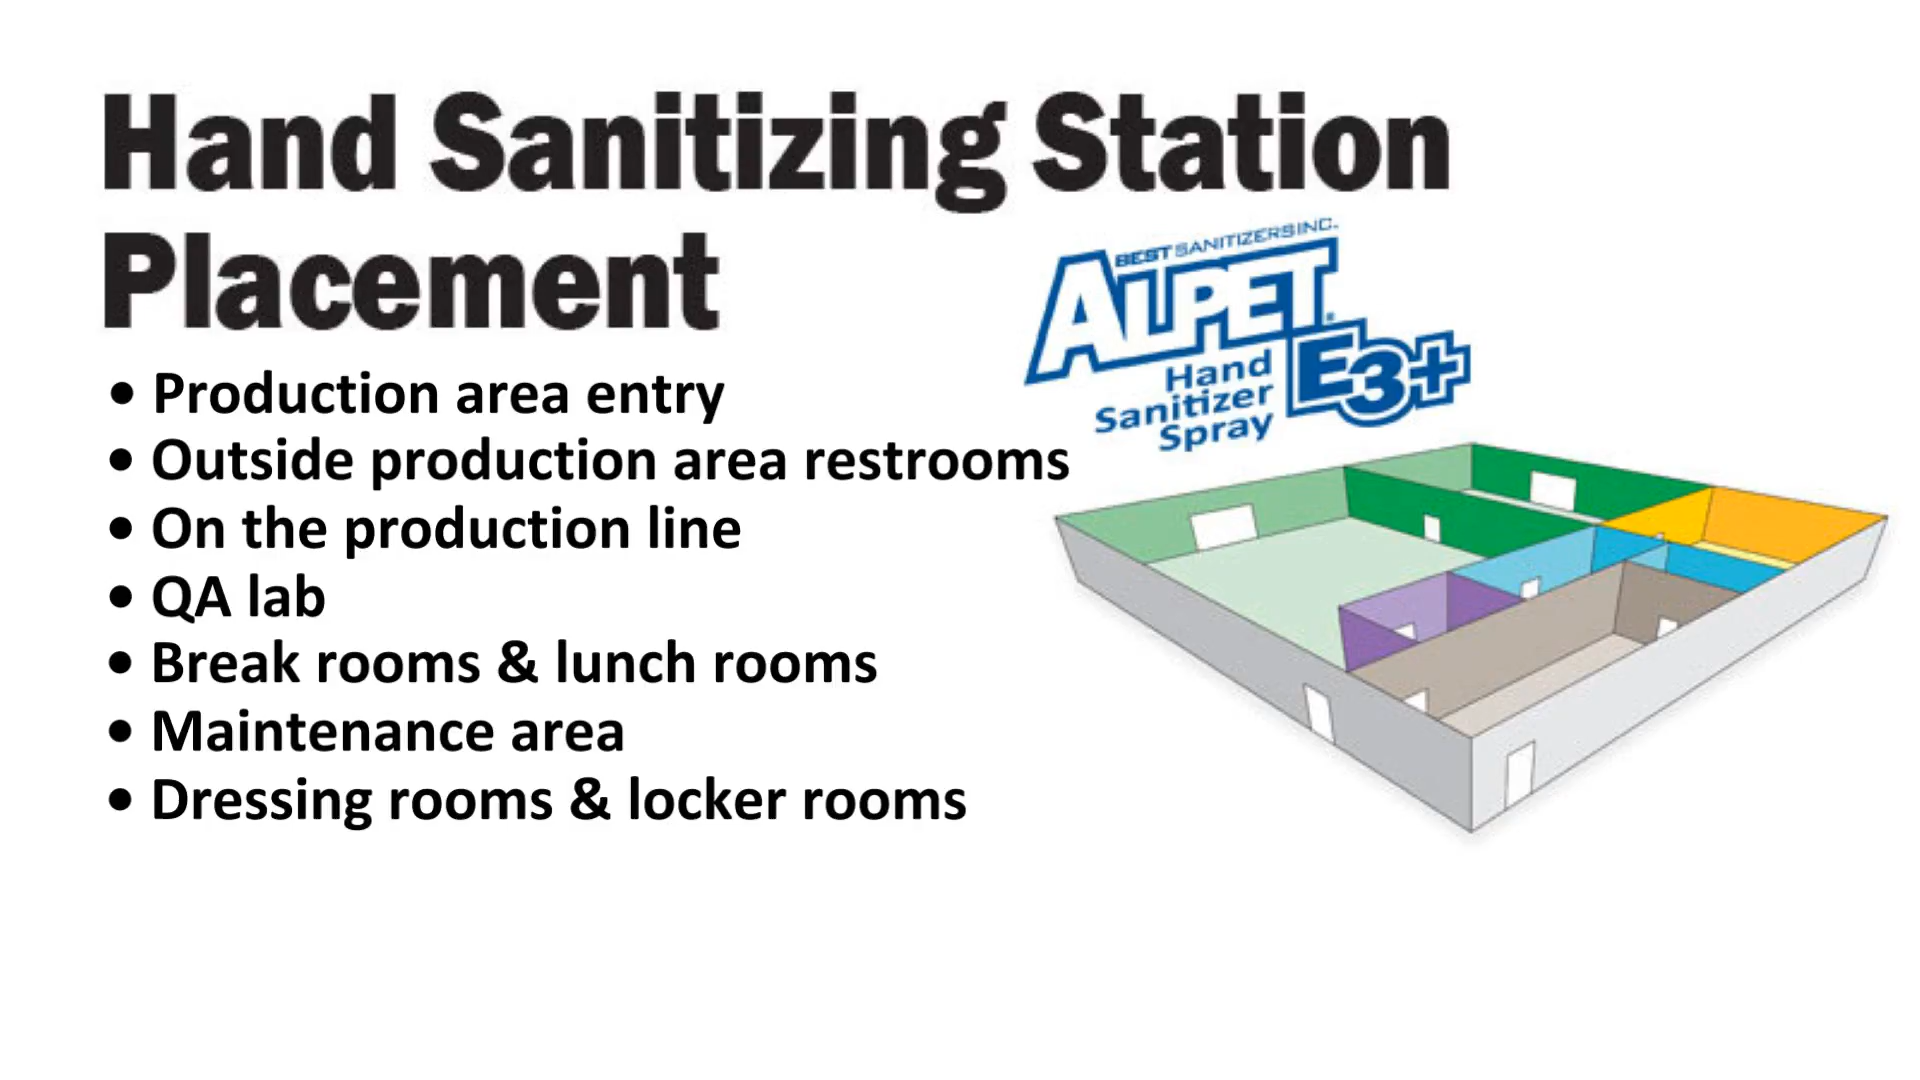 Hand Sanitizing Station
Placement
BEST SANITIZERS INC.
ALPET
E3+
Hand
Sanitizer
Spray
• Production area entry
• Outside production area restrooms
• On the production line
• QA lab
• Break rooms & lunch rooms
• Maintenance area
• Dressing rooms & locker rooms